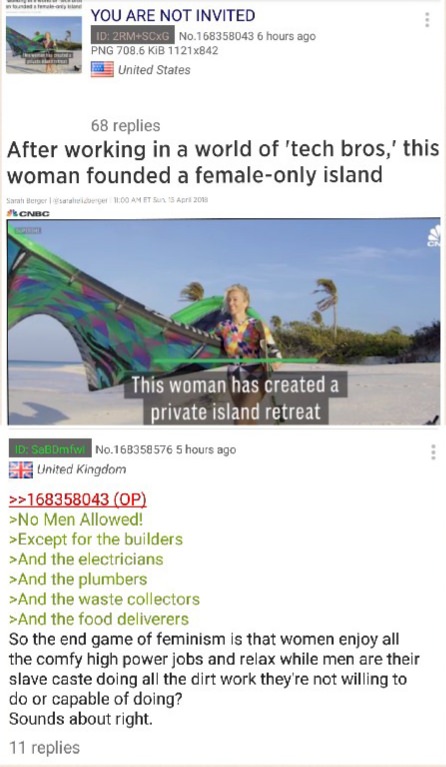 YOU ARE NOT INVITED
ID: 2RM+SCxG No.168358043 6 hours ago
PNG 708.6 KiB 1121x842
United States
68 replies
After working in a world of 'tech bros,' this
woman founded a female-only island
Sarah Berger | @sarahelizberger | 11:00 AM ET Sun, 15 April 2018
CNBC
This woman has created a
private island retreat
ID: SaBDmfwl No.168358576 5 hours ago
United Kingdom
>>168358043 (OP)
>No Men Allowed!
>Except for the builders
>And the electricians
>And the plumbers
>And the waste collectors
>And the food deliverers
So the end game of feminism is that women enjoy all
the comfy high power jobs and relax while men are their
slave caste doing all the dirt work they're not willing to
do or capable of doing?
Sounds about right.
11 replies